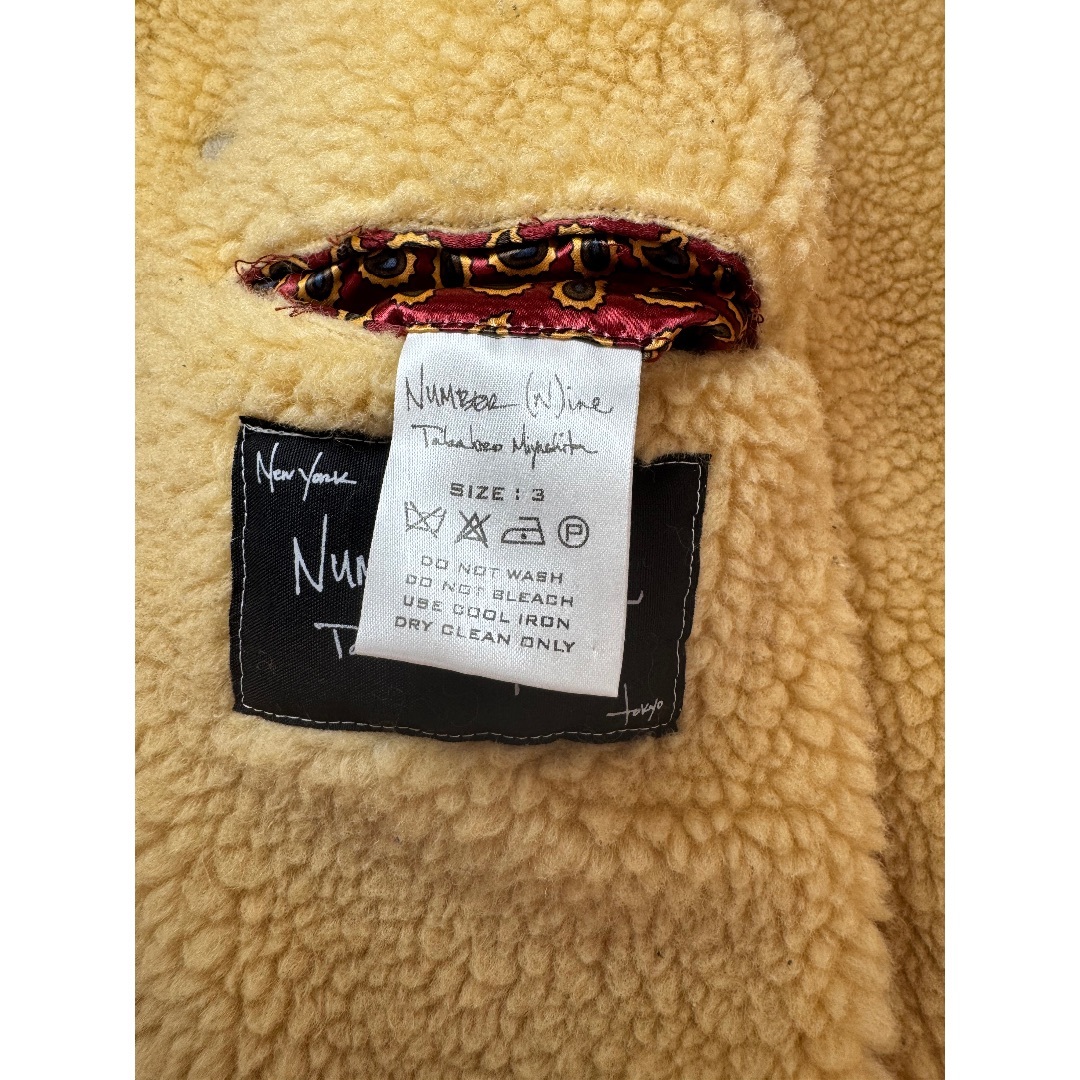 NUMBER (N)ine
Takahiro Miyashita
SIZE : 3
P
DO NOT WASH
DO NOT BLEACH
USE COOL IRON
DRY CLEAN ONLY
New York
tokyo